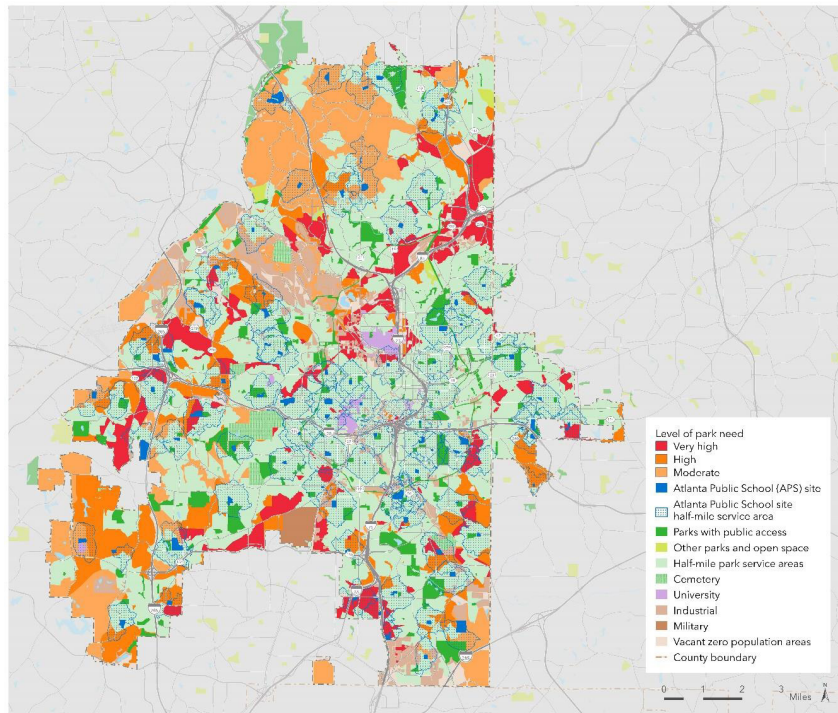 Level of park need
Very high
High
Moderate
Atlanta Public School (APS) site
Atlanta Public School site
half-mile service area
Parks with public access
Other parks and open space
Half-mile park service areas
Cemetery
University
Industrial
Military
Vacant zero population areas
County boundary
0 1 2 3
Miles
N